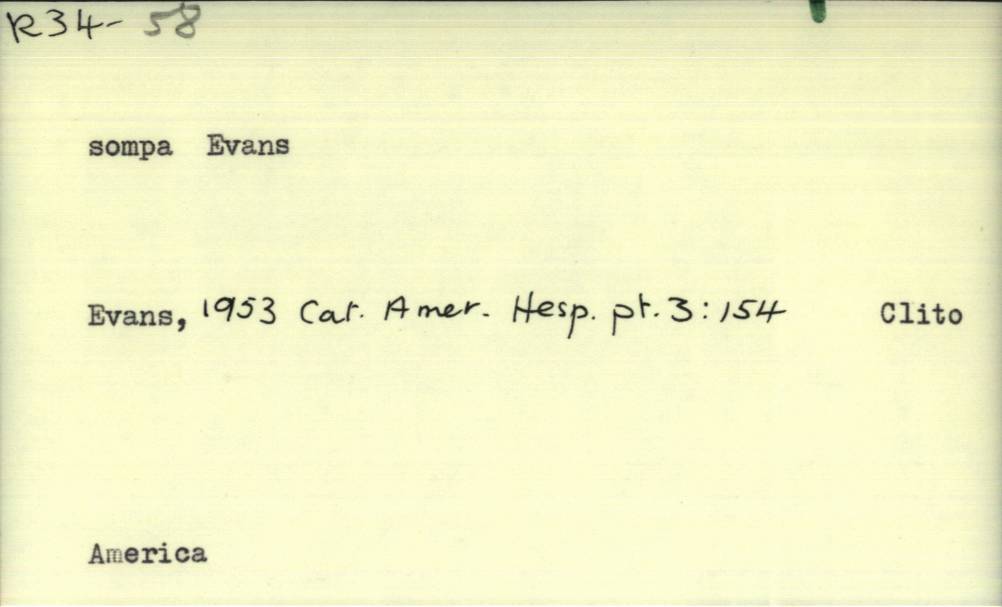 R34-58
sompa Evans
Evans, 1953 Cat. Amer. Hesp. pt. 3:154 Clito
America